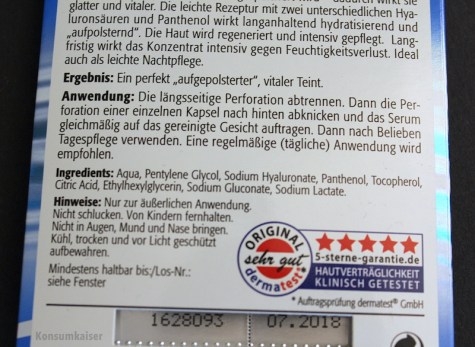 glatter und vitaler. Die leichte Rezeptur mit zwei unterschiedlichen Hya-
luronsäuren und Panthenol wirkt langanhaltend hydratisierend und
„aufpolsternd“. Die Haut wird regeneriert und intensiv gepflegt. Lang-
fristig wirkt das Konzentrat intensiv gegen Feuchtigkeitsverlust. Ideal
auch als leichte Nachtpflege.
Ergebnis: Ein perfekt „aufgepolsterter“, vitaler Teint.
Anwendung: Die längsseitige Perforation abtrennen. Dann die Per-
foration einer einzelnen Kapsel nach hinten abknicken und das Serum
gleichmäßig auf das gereinigte Gesicht auftragen. Dann nach Belieben
Tagespflege verwenden. Eine regelmäßige (tägliche) Anwendung wird
empfohlen.
Ingredients: Aqua, Pentylene Glycol, Sodium Hyaluronate, Panthenol, Tocopherol,
Citric Acid, Ethylhexylglycerin, Sodium Gluconate, Sodium Lactate.
Hinweise: Nur zur äußerlichen Anwendung.
Nicht schlucken. Von Kindern fernhalten.
Nicht in Augen, Mund und Nase bringen.
Kühl, trocken und vor Licht geschützt
aufbewahren.
Mindestens haltbar bis:/Los-Nr.:
siehe Fenster
ORIGINAL
sehr gut
dermatest®
5-sterne-garantie.de
HAUTVERTRÄGLICHKEIT
KLINISCH GETESTET
* Auftragsprüfung dermatest® GmbH
1628093 07.2018
Konsumkaiser